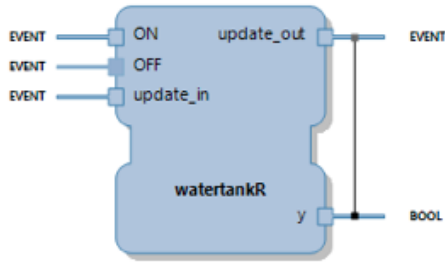 EVENT ON update_out EVENT
EVENT OFF
EVENT update_in
watertankR
y BOOL